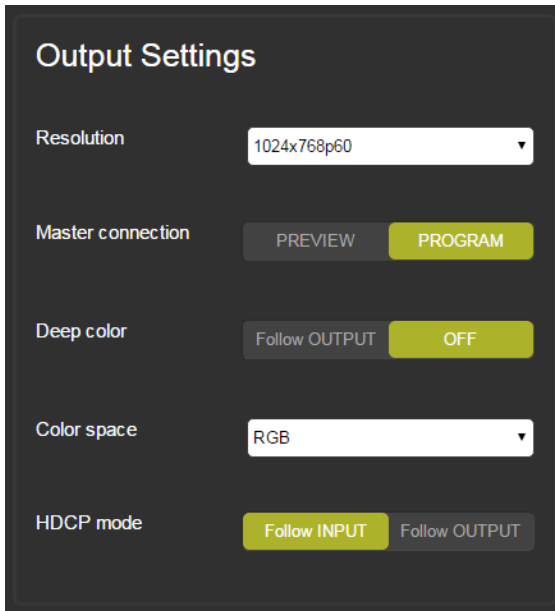 Output Settings
Resolution
1024x768p60
Master connection
PREVIEW PROGRAM
Deep color
Follow OUTPUT OFF
Color space
RGB
HDCP mode
Follow INPUT Follow OUTPUT